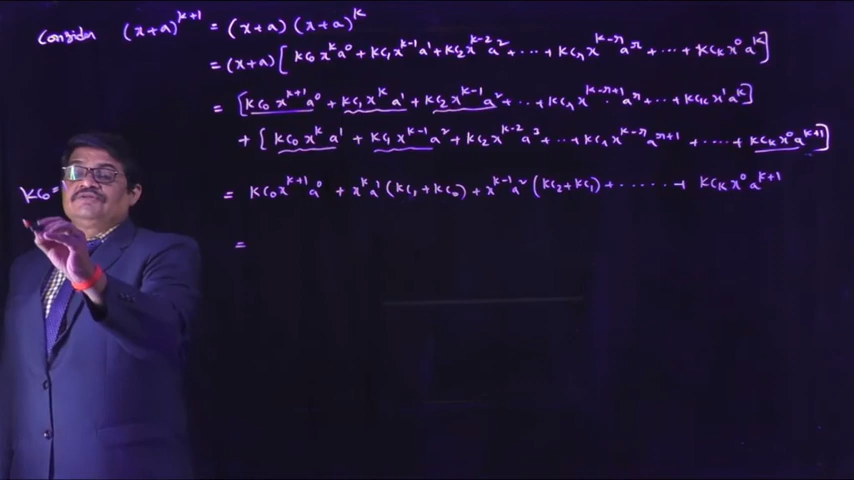 Consider (x+a)^{k+1} = (x+a) (x+a)^k
= (x+a) [kC₀ x^k a^0 + kC₁ x^{k-1} a^1 + kC₂ x^{k-2} a^2 + ... + kCᵣ x^{k-r} a^r + ... + kCₖ x^0 a^k]
= [kC₀ x^{k+1} a^0 + kC₁ x^k a^1 + kC₂ x^{k-1} a^2 + ... + kCᵣ x^{k-r+1} a^r + ... + kCₖ x^1 a^k]
+ [kC₀ x^k a^1 + kC₁ x^{k-1} a^2 + kC₂ x^{k-2} a^3 + ... + kCᵣ x^{k-r} a^{r+1} + .... + kCₖ x^0 a^{k+1}]
kC₀ =
= kC₀ x^{k+1} a^0 + x^k a^1 (kC₁ + kC₀) + x^{k-1} a^2 (kC₂ + kC₁) + ...... + kCₖ x^0 a^{k+1}
=